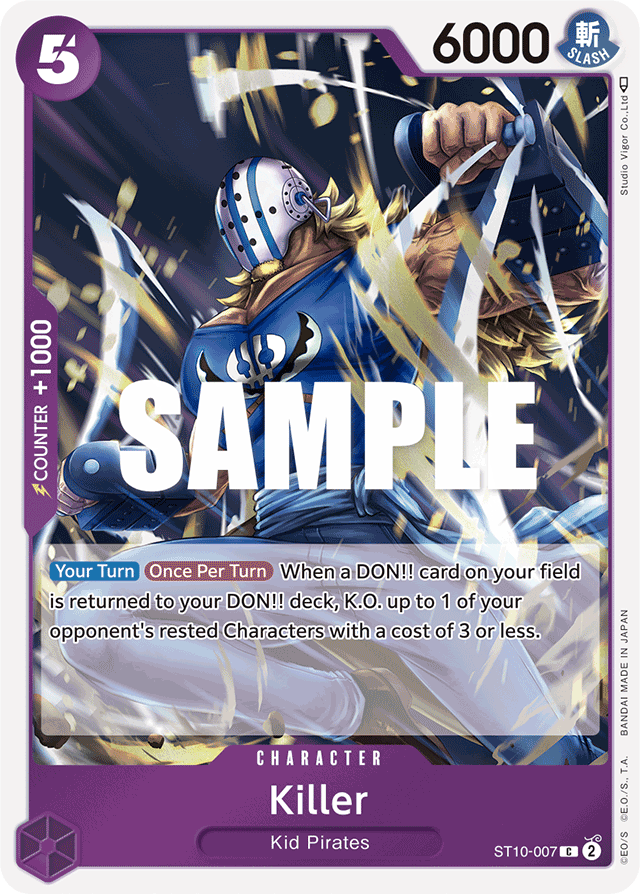 5
6000
斬
SLASH
Studio Vigor Co.,Ltd
COUNTER +1000
SAMPLE
Your Turn Once Per Turn When a DON!! card on your field
is returned to your DON!! deck, K.O. up to 1 of your
opponent's rested Characters with a cost of 3 or less.
CHARACTER
Killer
Kid Pirates
ST10-007 C 2
©E.O/S ©E.O./S., T.A. BANDAI MADE IN JAPAN